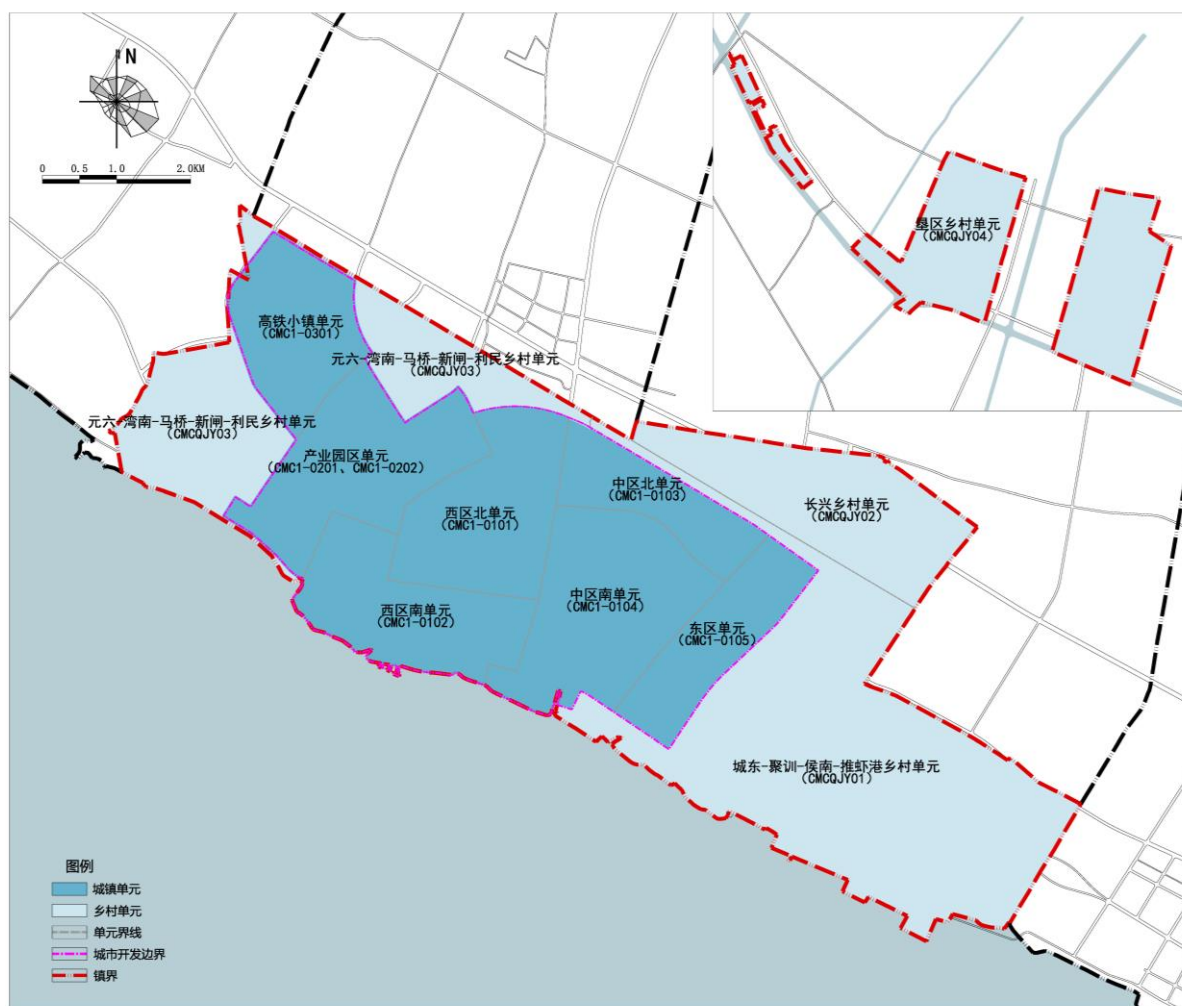 N
0 0.5 1.0 2.0KM
垦区乡村单元
(CMCQJY04)
高铁小镇单元
(CMC1-0301)
元六-湾南-马桥-新闸-利民乡村单元
(CMCQJY03)
元六-湾南-马桥-新闸-利民乡村单元
(CMCQJY03)
产业园区单元
(CMC1-0201、CMC1-0202)
中区北单元
(CMC1-0103)
长兴乡村单元
(CMCQJY02)
西区北单元
(CMC1-0101)
中区南单元
(CMC1-0104)
西区南单元
(CMC1-0102)
东区单元
(CMC1-0105)
城东-聚训-侯南-推虾港乡村单元
(CMCQJY01)
图例
城镇单元
乡村单元
单元界线
城市开发边界
镇界